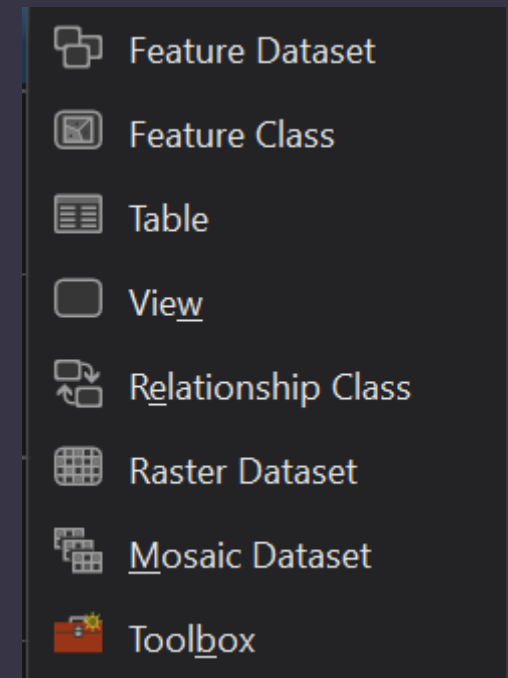 Feature Dataset
Feature Class
Table
View
Relationship Class
Raster Dataset
Mosaic Dataset
Toolbox